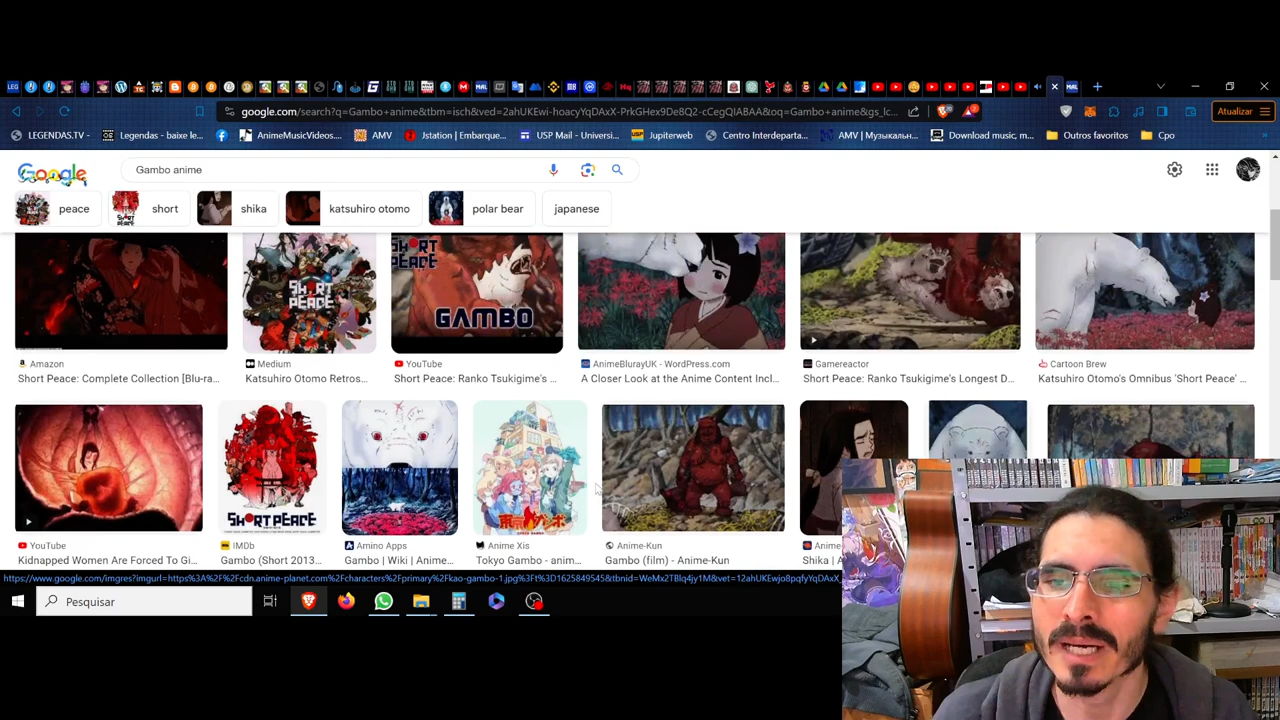 google.com/search?q=Gambo+anime&tbm=isch&ved=2ahUKEwi-hoacyYqDAxX-PrkGHex9De8Q2-cCegQIABAA&oq=Gambo+anime&gs_lc...
Atualizar
LEGENDAS.TV -
Legendas - baixe le...
AnimeMusicVideos....
AMV
Jstation | Embarque...
USP Mail - Universi...
Jupiterweb
Centro Interdeparta...
AMV | Музыкальн...
Download music, m...
Outros favoritos
Cpo
Google
Gambo anime
peace
short
shika
katsuhiro otomo
polar bear
japanese
SHORT PEACE
SHORT PEACE
GAMBO
Amazon
Short Peace: Complete Collection [Blu-ra...
Medium
Katsuhiro Otomo Retros...
YouTube
Short Peace: Ranko Tsukigime's ...
AnimeBlurayUK - WordPress.com
A Closer Look at the Anime Content Incl...
Gamereactor
Short Peace: Ranko Tsukigime's Longest D...
Cartoon Brew
Katsuhiro Otomo's Omnibus 'Short Peace' ...
SHORT PEACE
YouTube
Kidnapped Women Are Forced To Gi...
IMDb
Gambo (Short 2013...
Amino Apps
Gambo | Wiki | Anime...
Anime Xis
Tokyo Gambo - anim...
Anime-Kun
Gambo (film) - Anime-Kun
Anime
Shika | A
https://www.google.com/imgres?imgurl=https%3A%2F%2Fcdn.anime-planet.com%2Fcharacters%2Fprimary%2Fkao-gambo-1.jpg%3Ft%3D1625849545&tbnid=WeMx2TBlq4jy1M&vet=12ahUKEwjo8pqfyYqDAxX
Pesquisar